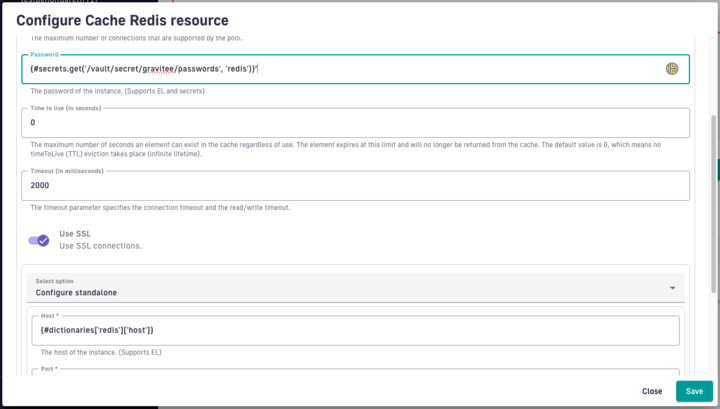 Configure Cache Redis resource
The maximum number of connections that are supported by the pool.
Password
{#secrets.get('/vault/secret/gravitee/passwords', 'redis')}'
The password of the instance. (Supports EL and secrets)
Time to live (in seconds)
0
The maximum number of seconds an element can exist in the cache regardless of use. The element expires at this limit and will no longer be returned from the cache. The default value is 0, which means no
timeToLive (TTL) eviction takes place (infinite lifetime).
Timeout (in milliseconds)
2000
The timeout parameter specifies the connection timeout and the read/write timeout.
Use SSL
Use SSL connections.
Select option
Configure standalone
Host *
{#dictionaries['redis']['host']}
The host of the instance. (Supports EL)
Port *
Close
Save